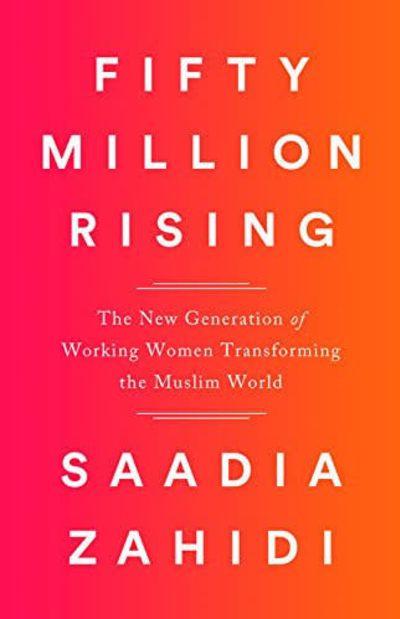 FIFTY
MILLION
RISING
The New Generation of
Working Women Transforming
the Muslim World
SAADIA
ZAHIDI